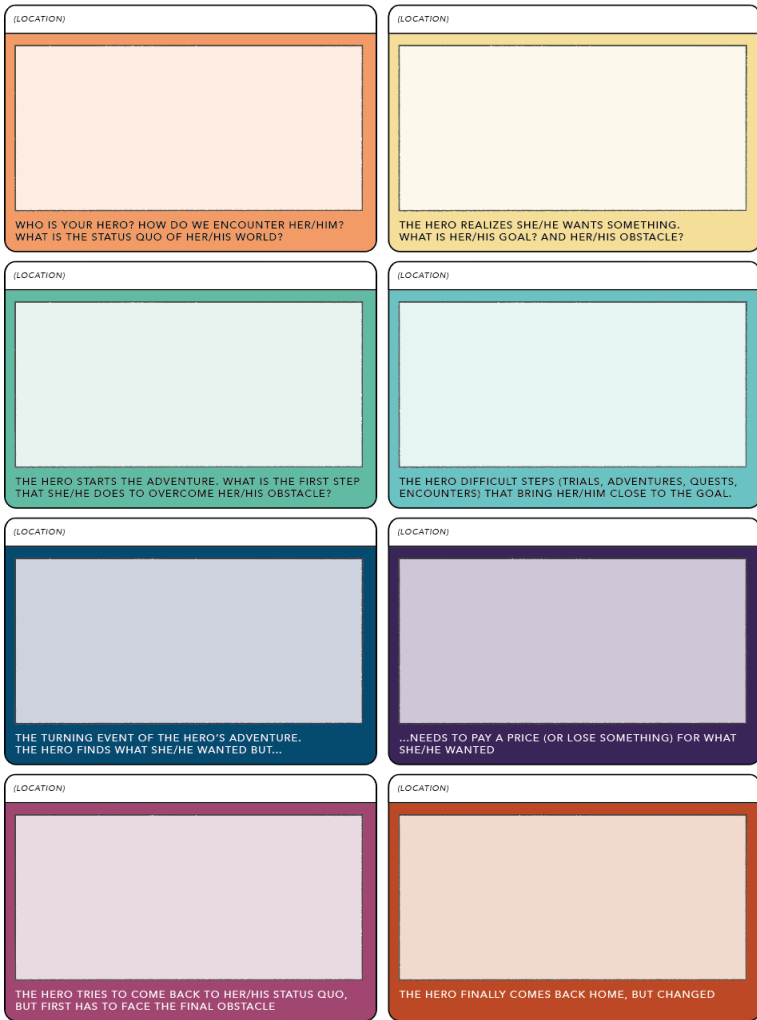 (LOCATION)
WHO IS YOUR HERO? HOW DO WE ENCOUNTER HER/HIM?
WHAT IS THE STATUS QUO OF HER/HIS WORLD?
(LOCATION)
THE HERO REALIZES SHE/HE WANTS SOMETHING.
WHAT IS HER/HIS GOAL? AND HER/HIS OBSTACLE?
(LOCATION)
THE HERO STARTS THE ADVENTURE. WHAT IS THE FIRST STEP
THAT SHE/HE DOES TO OVERCOME HER/HIS OBSTACLE?
(LOCATION)
THE HERO DIFFICULT STEPS (TRIALS, ADVENTURES, QUESTS,
ENCOUNTERS) THAT BRING HER/HIM CLOSE TO THE GOAL.
(LOCATION)
THE TURNING EVENT OF THE HERO'S ADVENTURE.
THE HERO FINDS WHAT SHE/HE WANTED BUT...
(LOCATION)
...NEEDS TO PAY A PRICE (OR LOSE SOMETHING) FOR WHAT
SHE/HE WANTED
(LOCATION)
THE HERO TRIES TO COME BACK TO HER/HIS STATUS QUO,
BUT FIRST HAS TO FACE THE FINAL OBSTACLE
(LOCATION)
THE HERO FINALLY COMES BACK HOME, BUT CHANGED